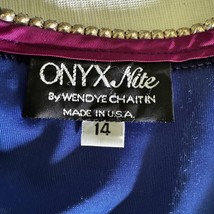 ONYX Nite
By WENDYE CHAITIN
MADE IN U.S.A.
14